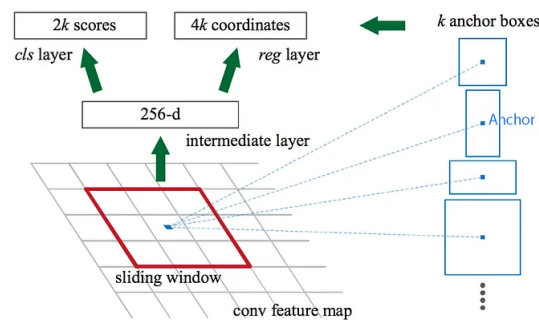 2k scores
4k coordinates
k anchor boxes
cls layer
reg layer
256-d
intermediate layer
Anchor
sliding window
conv feature map